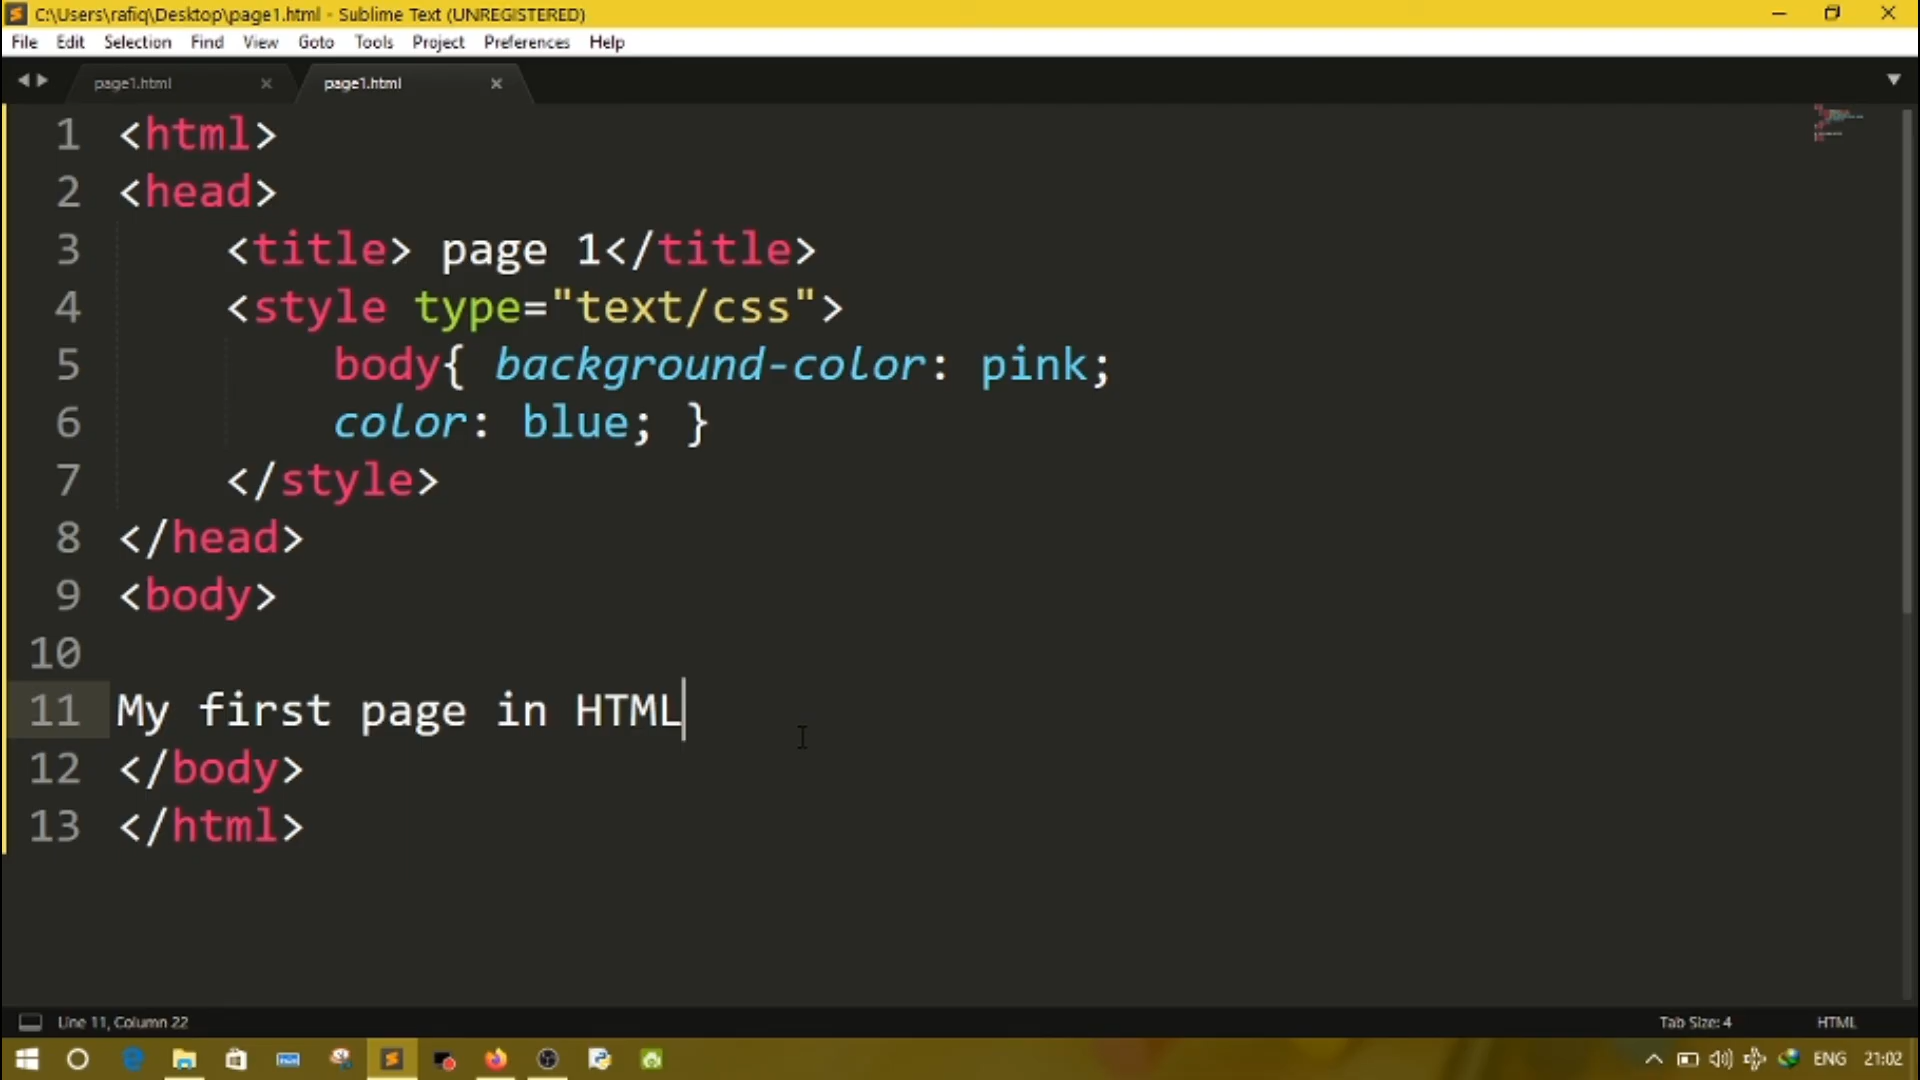 C:\Users\rafiq\Desktop\page1.html - Sublime Text (UNREGISTERED)
File Edit Selection Find View Goto Tools Project Preferences Help
page1.html page1.html
1 <html>
2 <head>
3 <title> page 1</title>
4 <style type="text/css">
5 body{ background-color: pink;
6 color: blue; }
7 </style>
8 </head>
9 <body>
10
11 My first page in HTML
12 </body>
13 </html>
Line 11, Column 22 Tab Size: 4 HTML
ENG 21:02